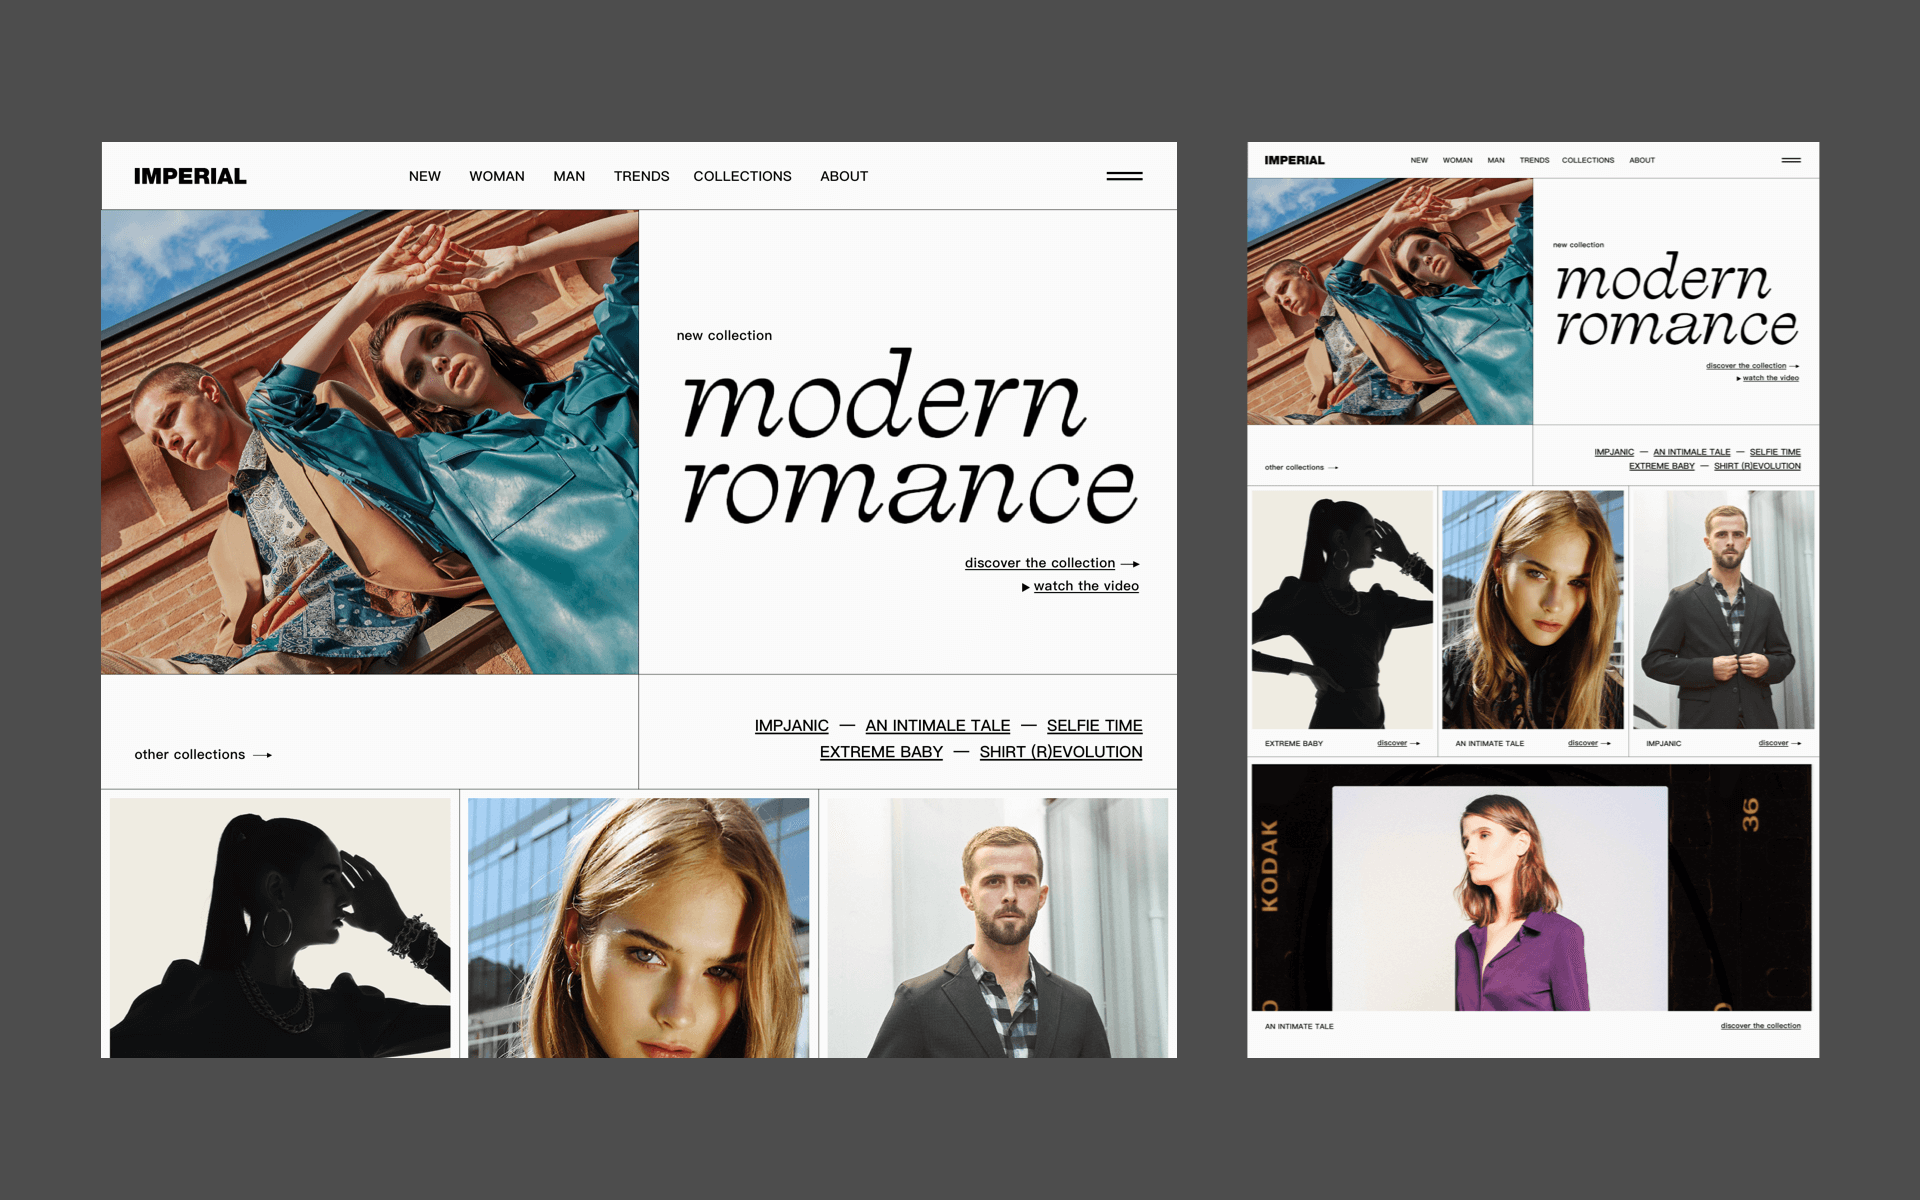 IMPERIAL
NEW WOMAN MAN TRENDS COLLECTIONS ABOUT
new collection
modern
romance
discover the collection
watch the video
other collections
IMPJANIC — AN INTIMALE TALE — SELFIE TIME
EXTREME BABY — SHIRT (R)EVOLUTION
IMPERIAL
NEW WOMAN MAN TRENDS COLLECTIONS ABOUT
new collection
modern
romance
discover the collection
watch the video
other collections
IMPJANIC — AN INTIMALE TALE — SELFIE TIME
EXTREME BABY — SHIRT (R)EVOLUTION
EXTREME BABY discover
AN INTIMATE TALE discover
IMPJANIC discover
KODAK
36
AN INTIMATE TALE discover the collection